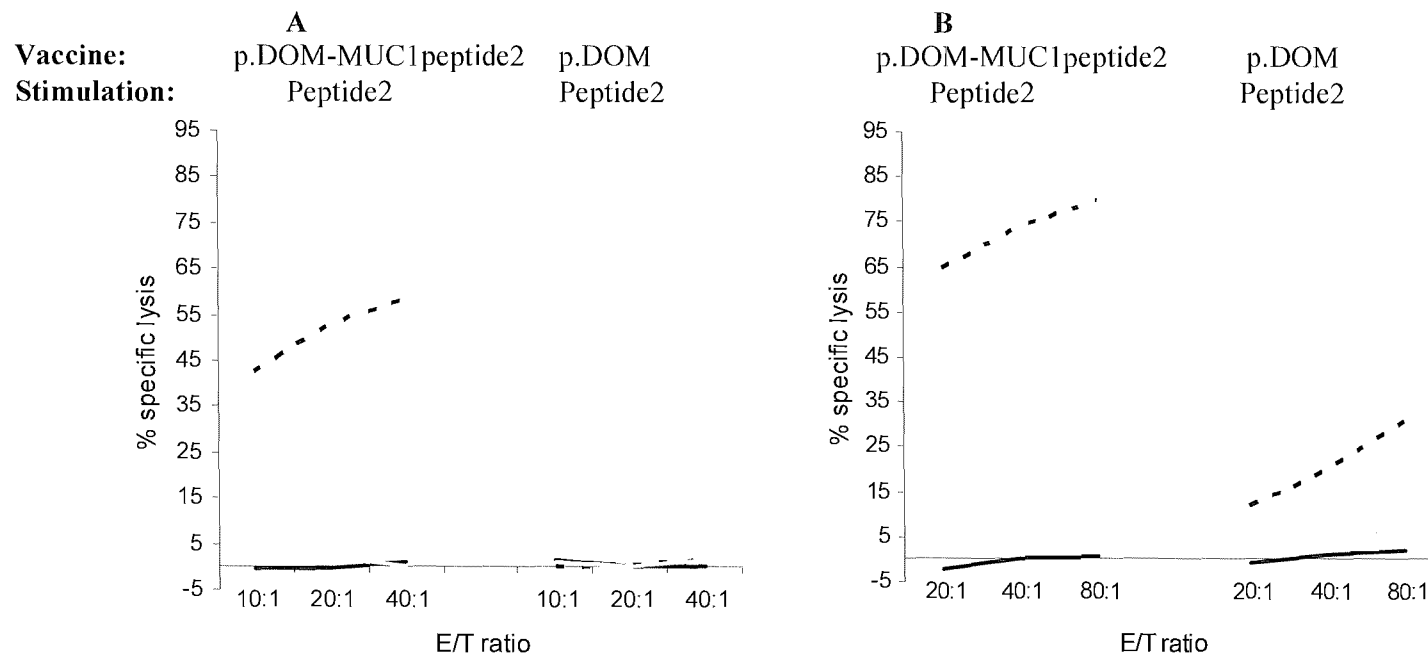 A
Vaccine: p.DOM-MUC1peptide2 p.DOM
Stimulation: Peptide2 Peptide2
95
85
75
65
55
45
35
25
15
5
-5
% specific lysis
10:1 20:1 40:1 10:1 20:1 40:1
E/T ratio
B
p.DOM-MUC1peptide2 p.DOM
Peptide2 Peptide2
95
85
75
65
55
45
35
25
15
5
-5
% specific lysis
20:1 40:1 80:1 20:1 40:1 80:1
E/T ratio